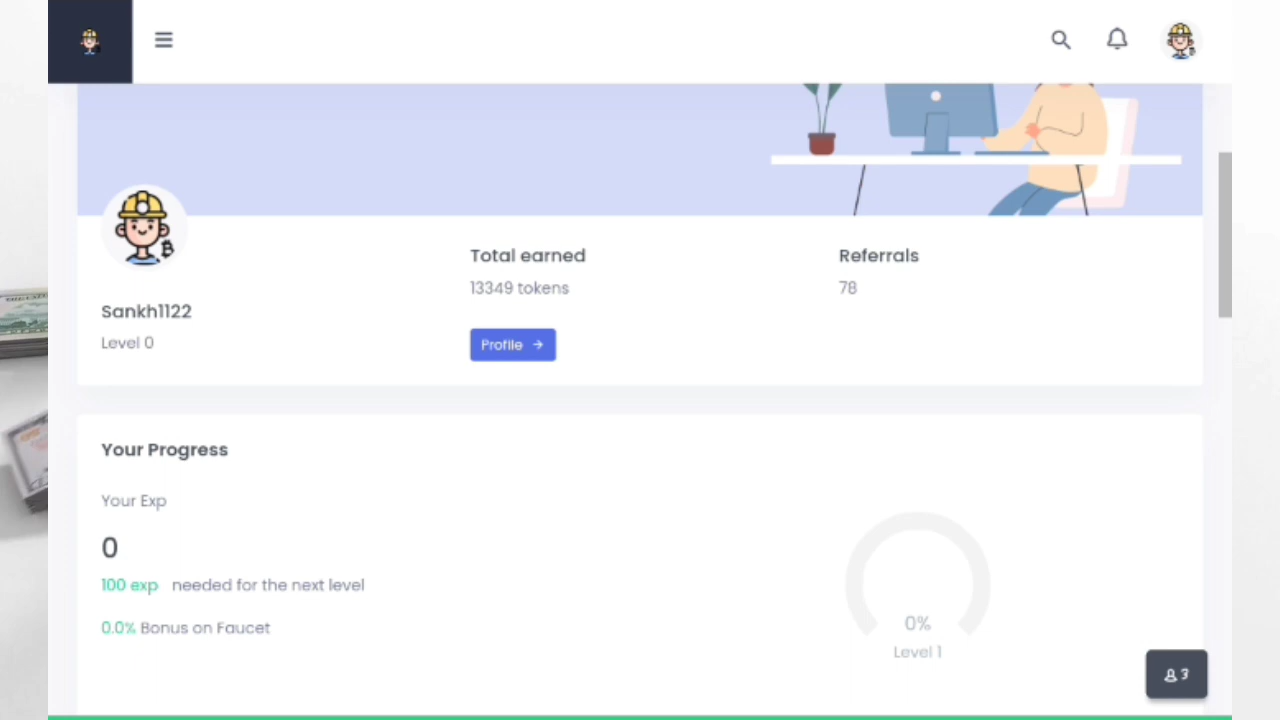 Total earned
Referrals
13349 tokens
78
Sankh1122
Level 0
Profile →
Your Progress
Your Exp
0
100 exp needed for the next level
0.0% Bonus on Faucet
0%
Level 1
3